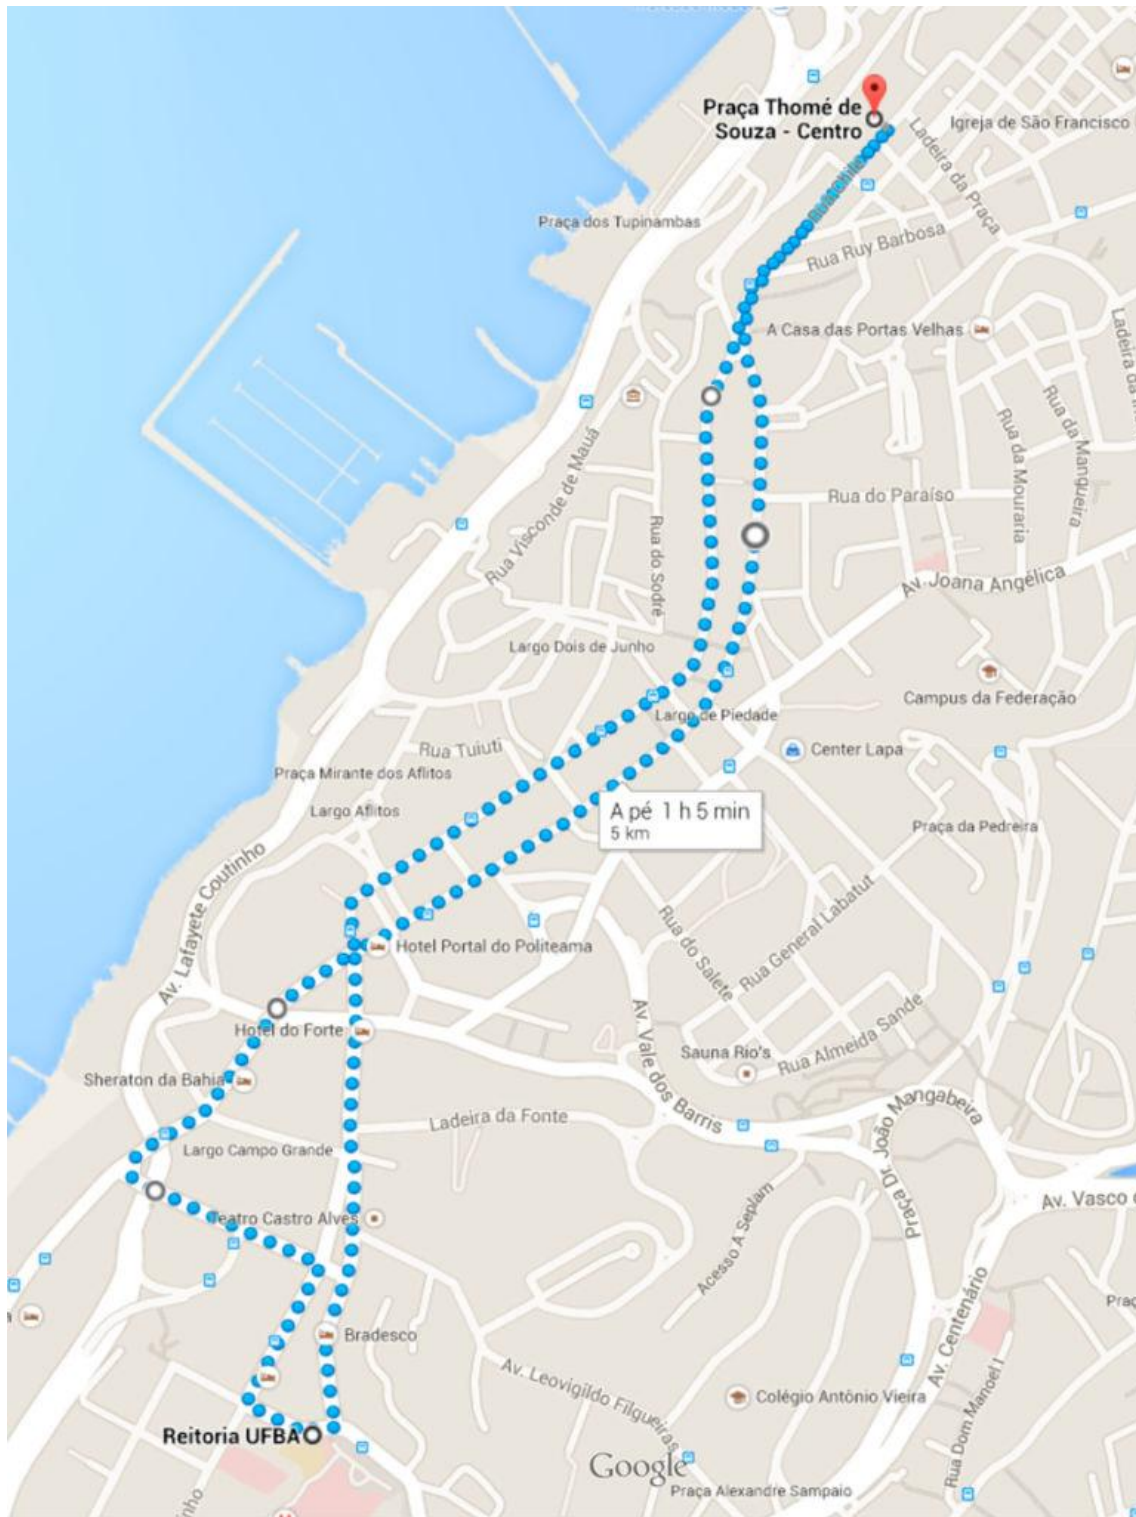 Praça Thomé de
Souza - Centro
Igreja de São Francisco
Ladeira da Praça
Praça dos Tupinambas
Rua Ruy Barbosa
A Casa das Portas Velhas
Rua Visconde de Mauá
Rua do Sodré
Rua do Paraíso
Rua da Mouraria
Rua da Mangueira
Av. Joana Angélica
Largo Dois de Junho
Campus da Federação
Largo de Piedade
Rua Tuiuti
Center Lapa
Praça Mirante dos Aflitos
Largo Aflitos
A pé 1 h 5 min
5 km
Praça da Pedreira
Av. Lafayete Coutinho
Rua do Salete
Rua General Labatut
Hotel Portal do Politeama
Hotel do Forte
Av. Vale dos Barris
Sauna Rio's
Rua Almeida Sande
Sheraton da Bahia
Ladeira da Fonte
Praça Dr. João Mangabeira
Largo Campo Grande
Teatro Castro Alves
Acesso A Seplam
Av. Vasco
Av. Centenário
Bradesco
Av. Leovigildo Filgueiras
Colégio Antônio Vieira
Rua Dom Manoel I
Reitoria UFBA
Google
Praça Alexandre Sampaio